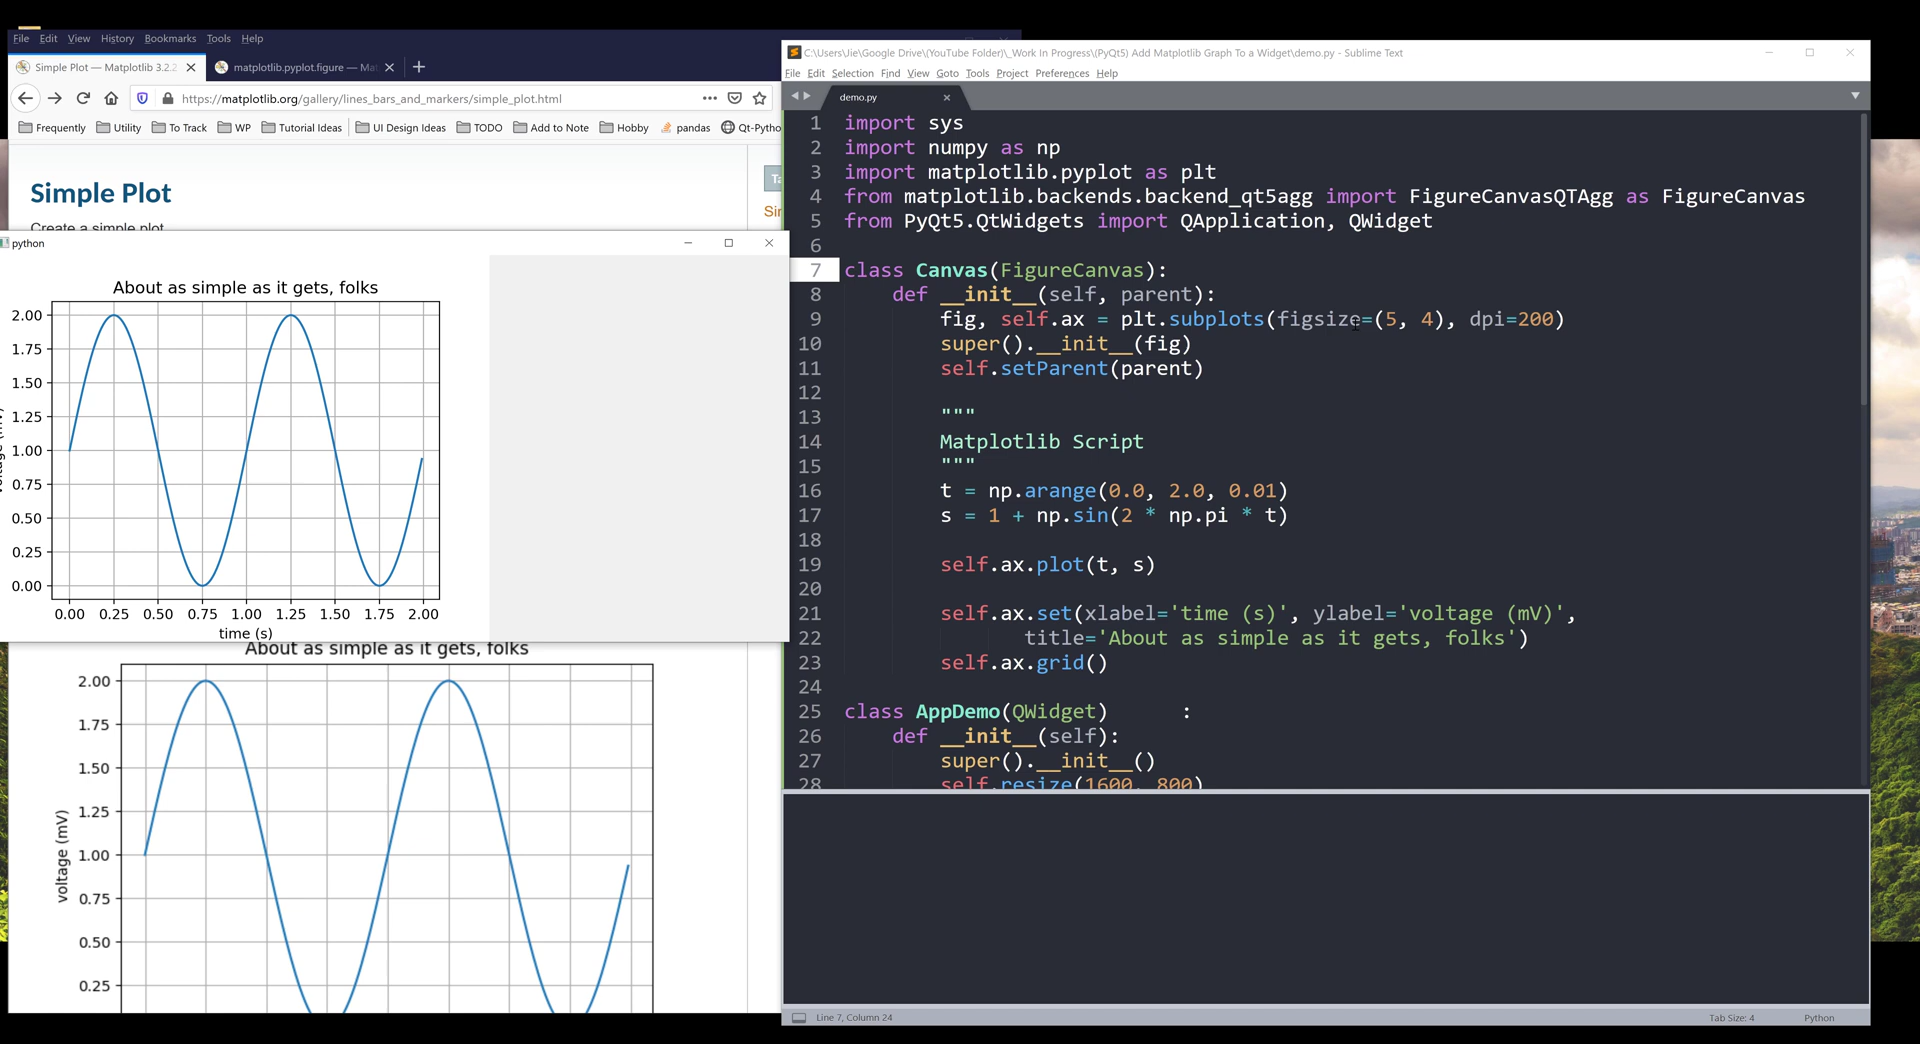 File Edit View History Bookmarks Tools Help
Simple Plot — Matplotlib 3.2.2
matplotlib.pyplot.figure — Mat
https://matplotlib.org/gallery/lines_bars_and_markers/simple_plot.html
Frequently Utility To Track WP Tutorial Ideas UI Design Ideas TODO Add to Note Hobby pandas Qt-Pytho
Simple Plot
Create a simple plot
python
About as simple as it gets, folks
2.00
1.75
1.50
1.25
1.00
0.75
0.50
0.25
0.00
0.00 0.25 0.50 0.75 1.00 1.25 1.50 1.75 2.00
time (s)
About as simple as it gets, folks
2.00
1.75
1.50
1.25
1.00
0.75
0.50
0.25
voltage (mV)
C:\Users\Jie\Google Drive\(YouTube Folder)\_Work In Progress\(PyQt5) Add Matplotlib Graph To a Widget\demo.py - Sublime Text
File Edit Selection Find View Goto Tools Project Preferences Help
demo.py
1 import sys
2 import numpy as np
3 import matplotlib.pyplot as plt
4 from matplotlib.backends.backend_qt5agg import FigureCanvasQTAgg as FigureCanvas
5 from PyQt5.QtWidgets import QApplication, QWidget
6
7 class Canvas(FigureCanvas):
8 def __init__(self, parent):
9 fig, self.ax = plt.subplots(figsize=(5, 4), dpi=200)
10 super().__init__(fig)
11 self.setParent(parent)
12
13 """
14 Matplotlib Script
15 """
16 t = np.arange(0.0, 2.0, 0.01)
17 s = 1 + np.sin(2 * np.pi * t)
18
19 self.ax.plot(t, s)
20
21 self.ax.set(xlabel='time (s)', ylabel='voltage (mV)',
22 title='About as simple as it gets, folks')
23 self.ax.grid()
24
25 class AppDemo(QWidget) :
26 def __init__(self):
27 super().__init__()
28 self.resize(1600, 800)
Line 7, Column 24
Tab Size: 4
Python